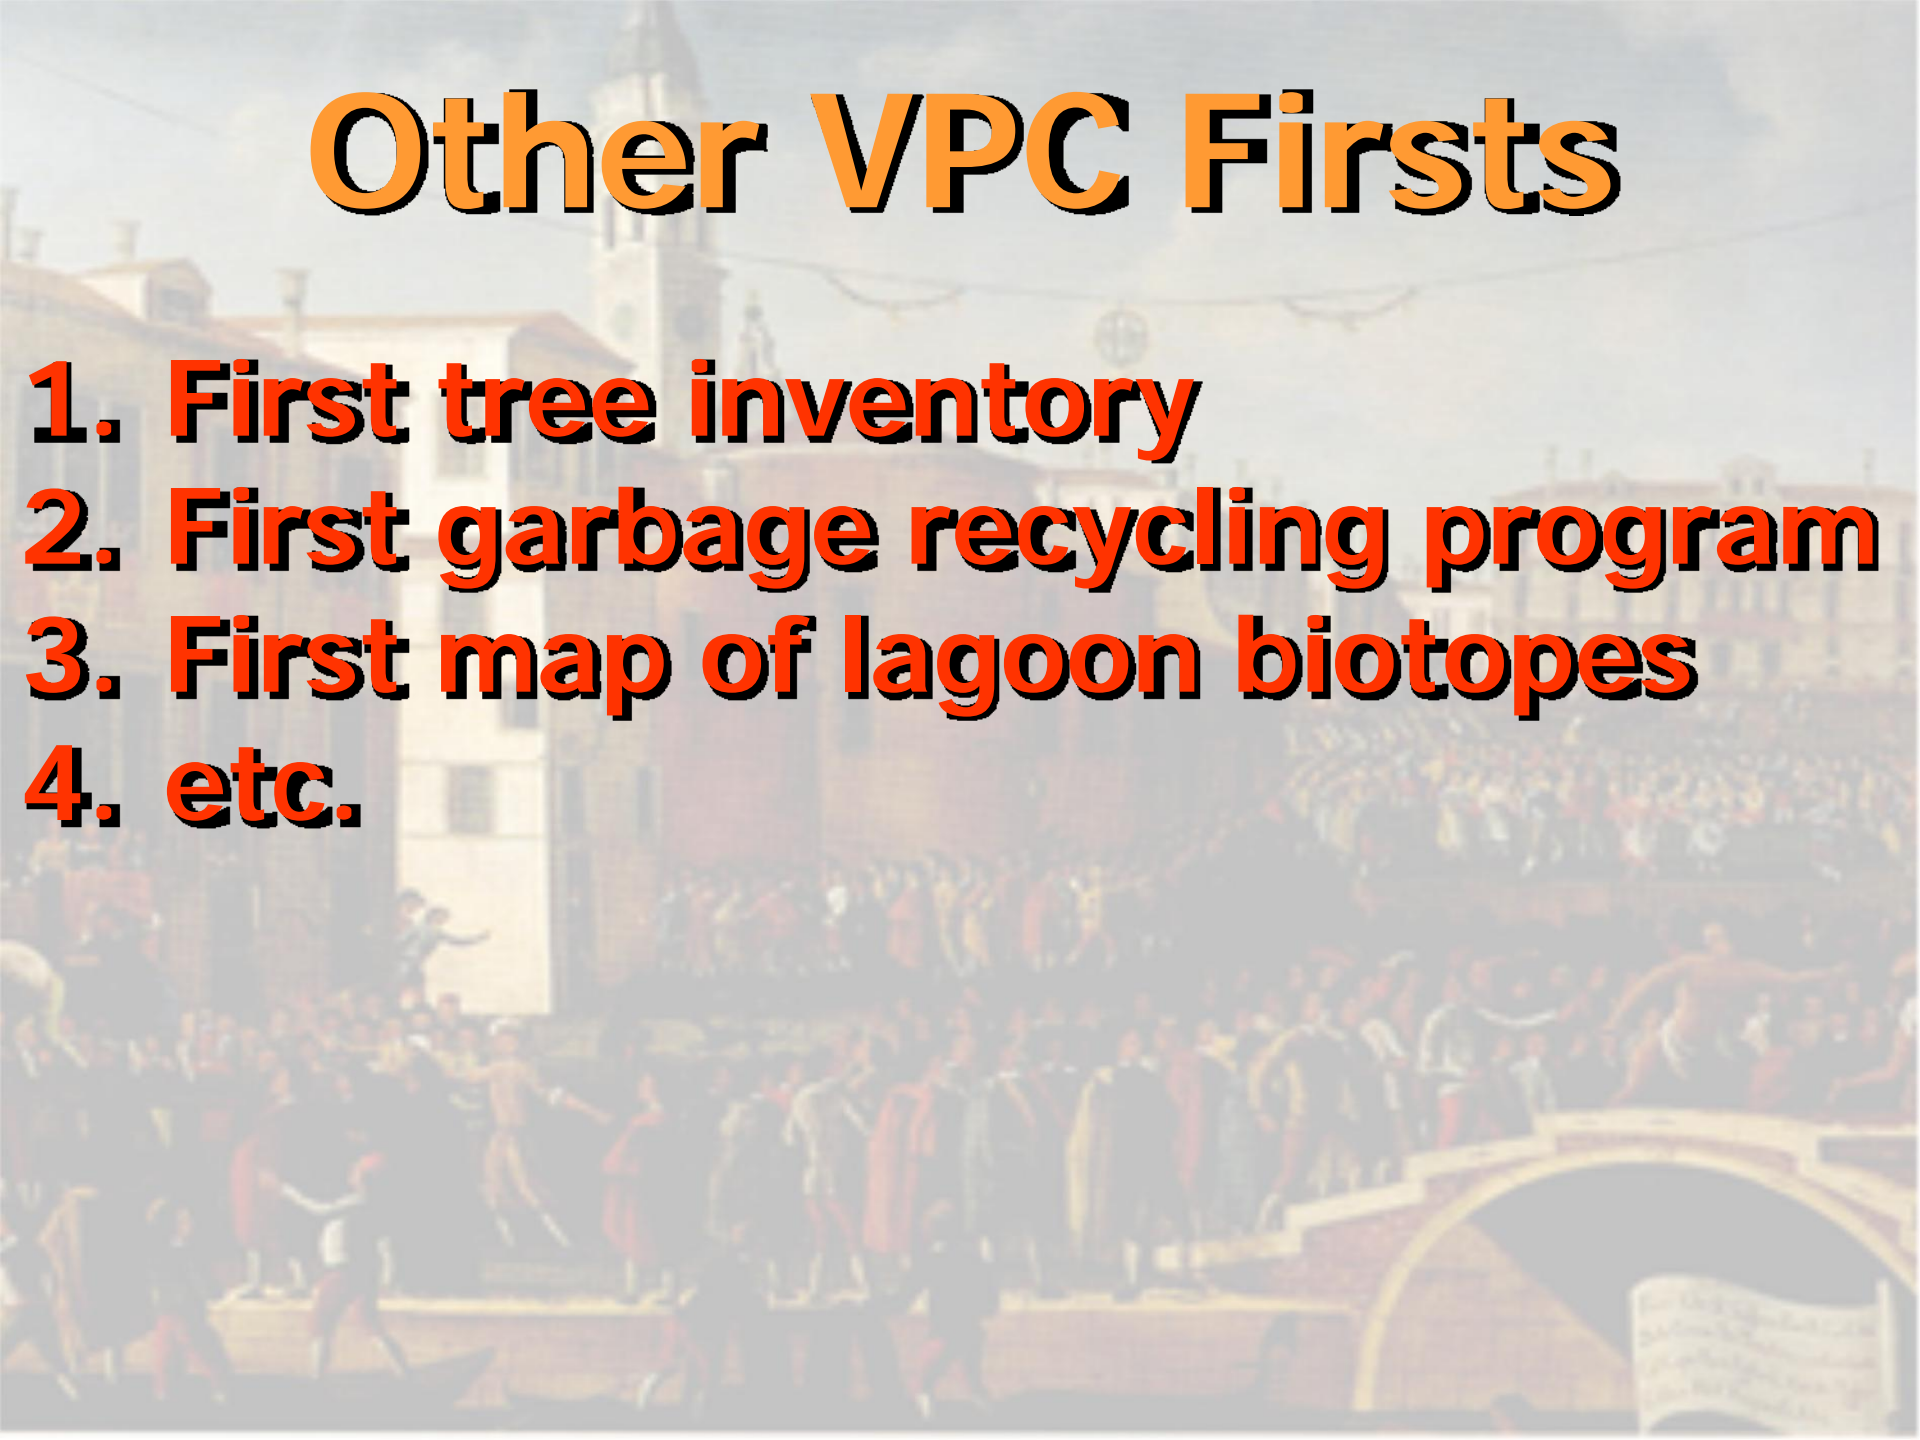 Other VPC Firsts
1. First tree inventory
2. First garbage recycling program
3. First map of lagoon biotopes
4. etc.